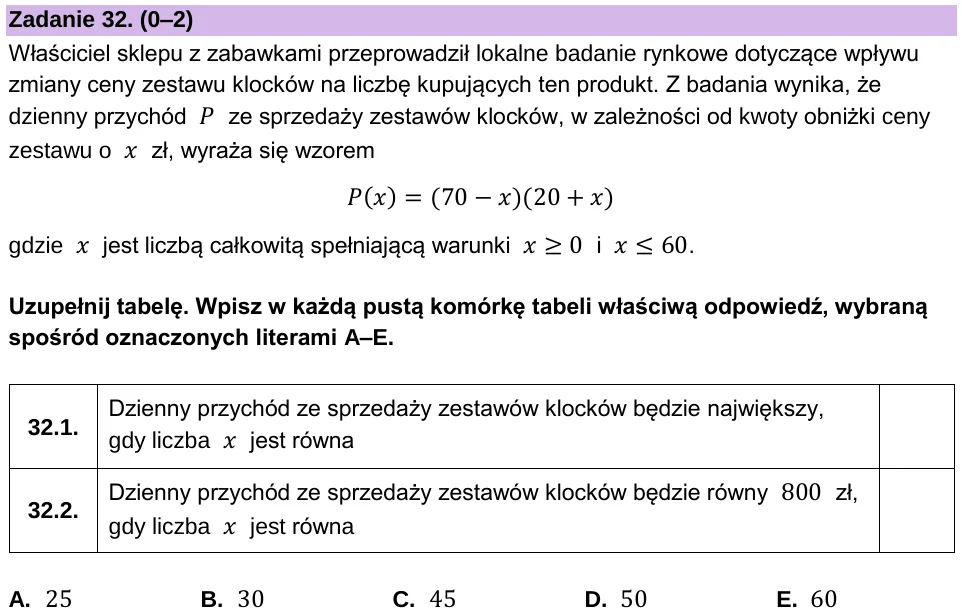 Zadanie 32. (0–2)
Właściciel sklepu z zabawkami przeprowadził lokalne badanie rynkowe dotyczące wpływu
zmiany ceny zestawu klocków na liczbę kupujących ten produkt. Z badania wynika, że
dzienny przychód P ze sprzedaży zestawów klocków, w zależności od kwoty obniżki ceny
zestawu o x zł, wyraża się wzorem
P(x) = (70 − x)(20 + x)
gdzie x jest liczbą całkowitą spełniającą warunki x ≥ 0 i x ≤ 60.
Uzupełnij tabelę. Wpisz w każdą pustą komórkę tabeli właściwą odpowiedź, wybraną
spośród oznaczonych literami A–E.
32.1. Dzienny przychód ze sprzedaży zestawów klocków będzie największy,
gdy liczba x jest równa
32.2. Dzienny przychód ze sprzedaży zestawów klocków będzie równy 800 zł,
gdy liczba x jest równa
A. 25 B. 30 C. 45 D. 50 E. 60